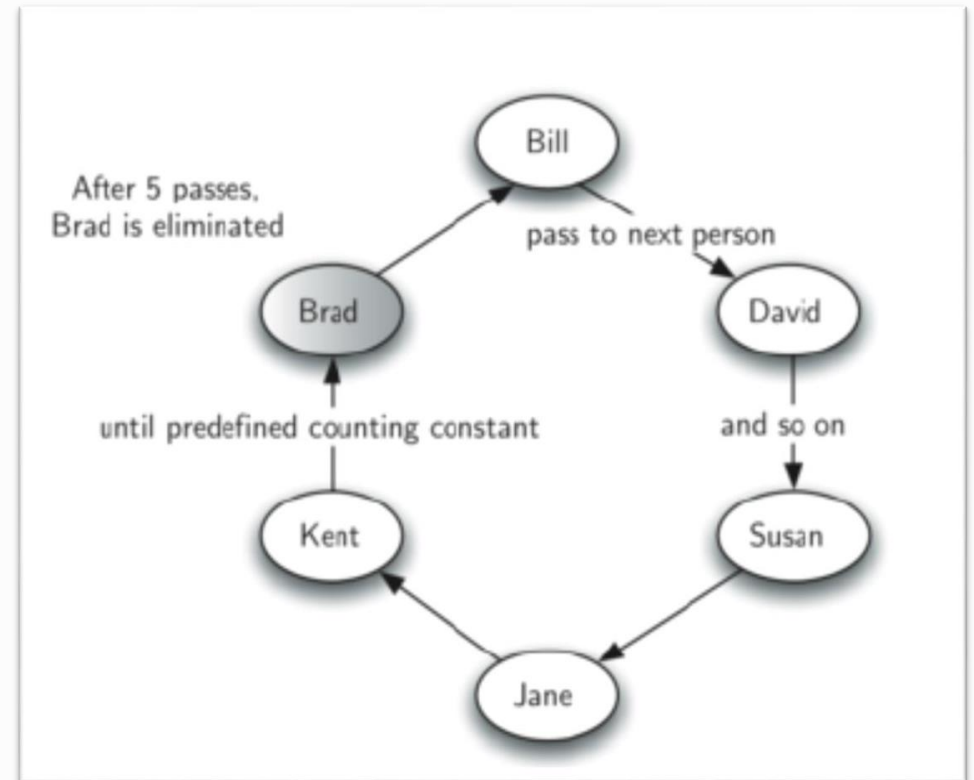 Bill
After 5 passes,
Brad is eliminated
pass to next person
Brad
David
until predefined counting constant
and so on
Kent
Susan
Jane